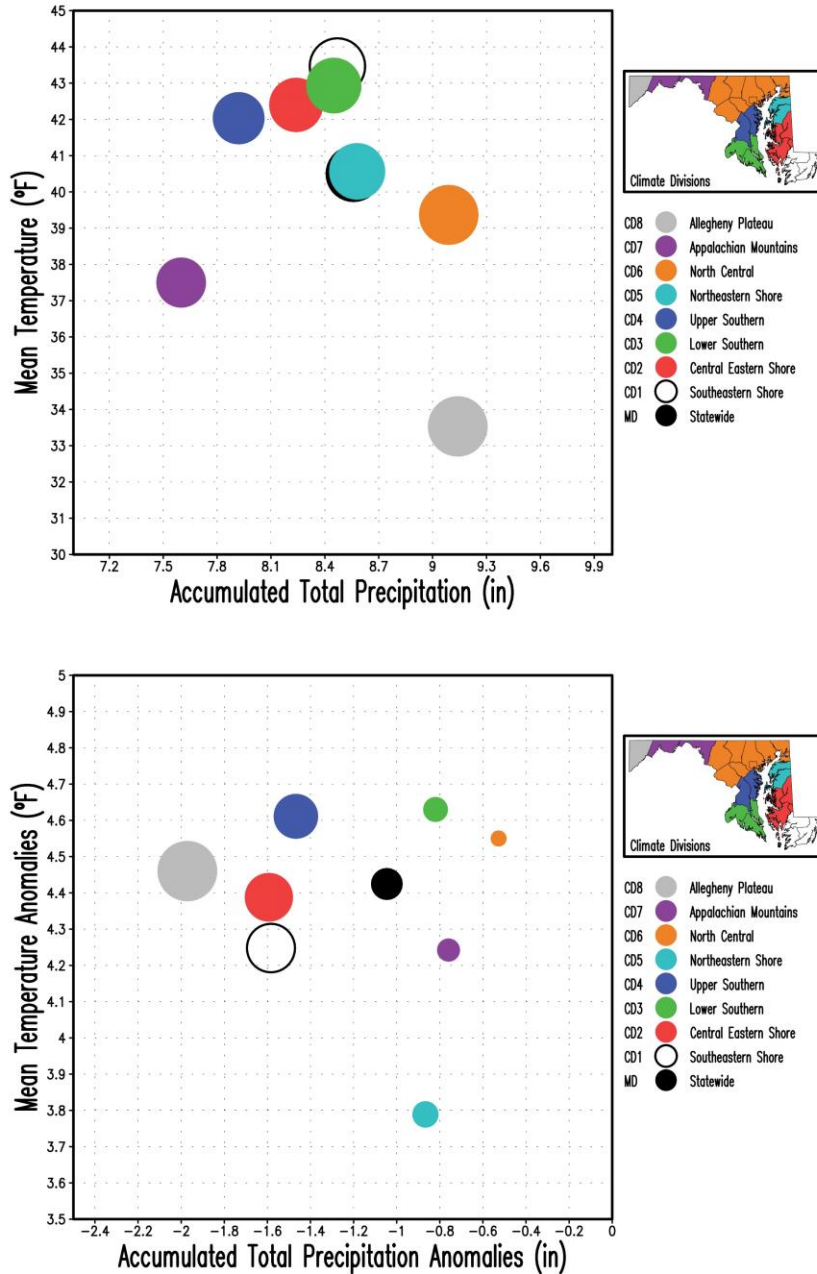 45
44
43
42
41
40
39
38
37
36
35
34
33
32
31
30
Mean Temperature (ºF)
7.2 7.5 7.8 8.1 8.4 8.7 9 9.3 9.6 9.9
Accumulated Total Precipitation (in)
Climate Divisions
CD8 Allegheny Plateau
CD7 Appalachian Mountains
CD6 North Central
CD5 Northeastern Shore
CD4 Upper Southern
CD3 Lower Southern
CD2 Central Eastern Shore
CD1 Southeastern Shore
MD Statewide
5
4.9
4.8
4.7
4.6
4.5
4.4
4.3
4.2
4.1
4
3.9
3.8
3.7
3.6
3.5
Mean Temperature Anomalies (ºF)
-2.4 -2.2 -2 -1.8 -1.6 -1.4 -1.2 -1 -0.8 -0.6 -0.4 -0.2 0
Accumulated Total Precipitation Anomalies (in)
Climate Divisions
CD8 Allegheny Plateau
CD7 Appalachian Mountains
CD6 North Central
CD5 Northeastern Shore
CD4 Upper Southern
CD3 Lower Southern
CD2 Central Eastern Shore
CD1 Southeastern Shore
MD Statewide